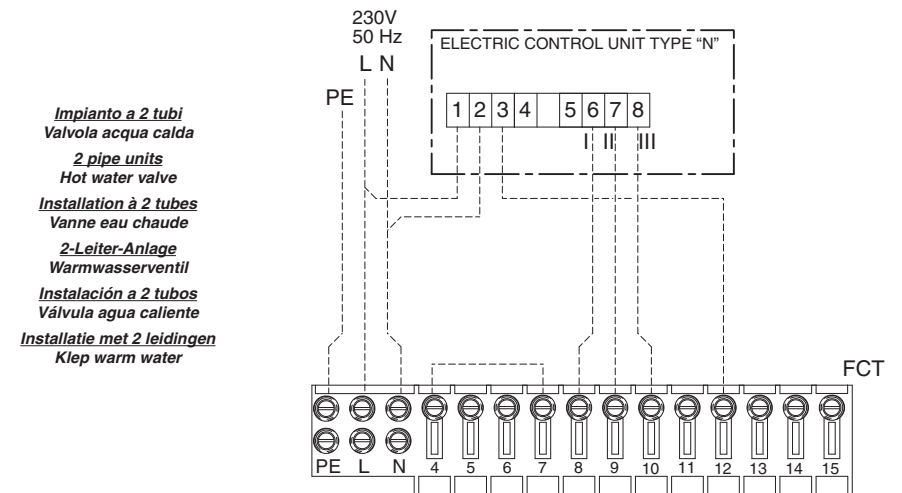 230V
50 Hz
L N
PE
ELECTRIC CONTROL UNIT TYPE “N”
1 2 3 4 5 6 7 8
I II III
Impianto a 2 tubi
Valvola acqua calda
2 pipe units
Hot water valve
Installation à 2 tubes
Vanne eau chaude
2-Leiter-Anlage
Warmwasserventil
Instalación a 2 tubos
Válvula agua caliente
Installatie met 2 leidingen
Klep warm water
FCT
PE L N 4 5 6 7 8 9 10 11 12 13 14 15